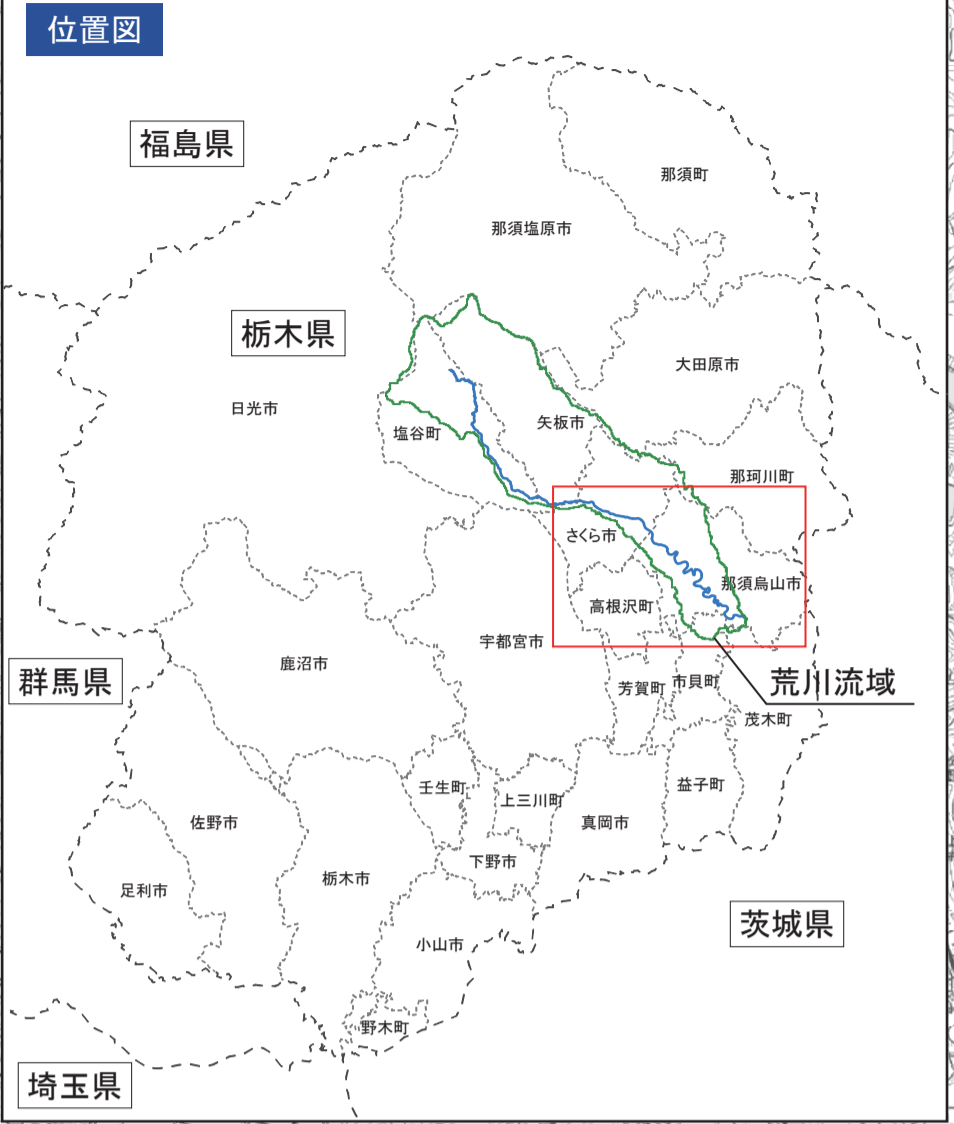 位置図
福島県
那須町
那須塩原市
栃木県
大田原市
日光市
矢板市
塩谷町
那珂川町
さくら市
那須烏山市
高根沢町
宇都宮市
鹿沼市
群馬県
芳賀町
市貝町
荒川流域
茂木町
壬生町
上三川町
益子町
佐野市
真岡市
下野市
栃木市
足利市
茨城県
小山市
野木町
埼玉県